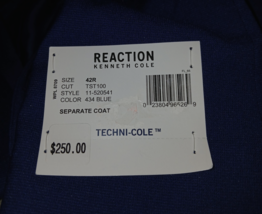 REACTION
KENNETH COLE
SIZE 42R
CUT TST100
STYLE 11-520541
COLOR 434 BLUE
SEPARATE COAT
TECHNI-COLE™
$250.00